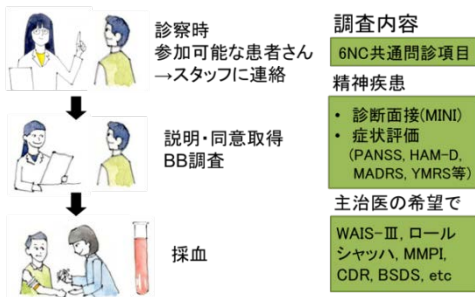 診察時
参加可能な患者さん
→スタッフに連絡
説明・同意取得
BB調査
採血
調査内容
6NC共通問診項目
精神疾患
• 診断面接(MINI)
• 症状評価
(PANSS, HAM-D,
MADRS, YMRS等)
主治医の希望で
WAIS-Ⅲ, ロール
シャッハ, MMPI,
CDR, BSDS, etc